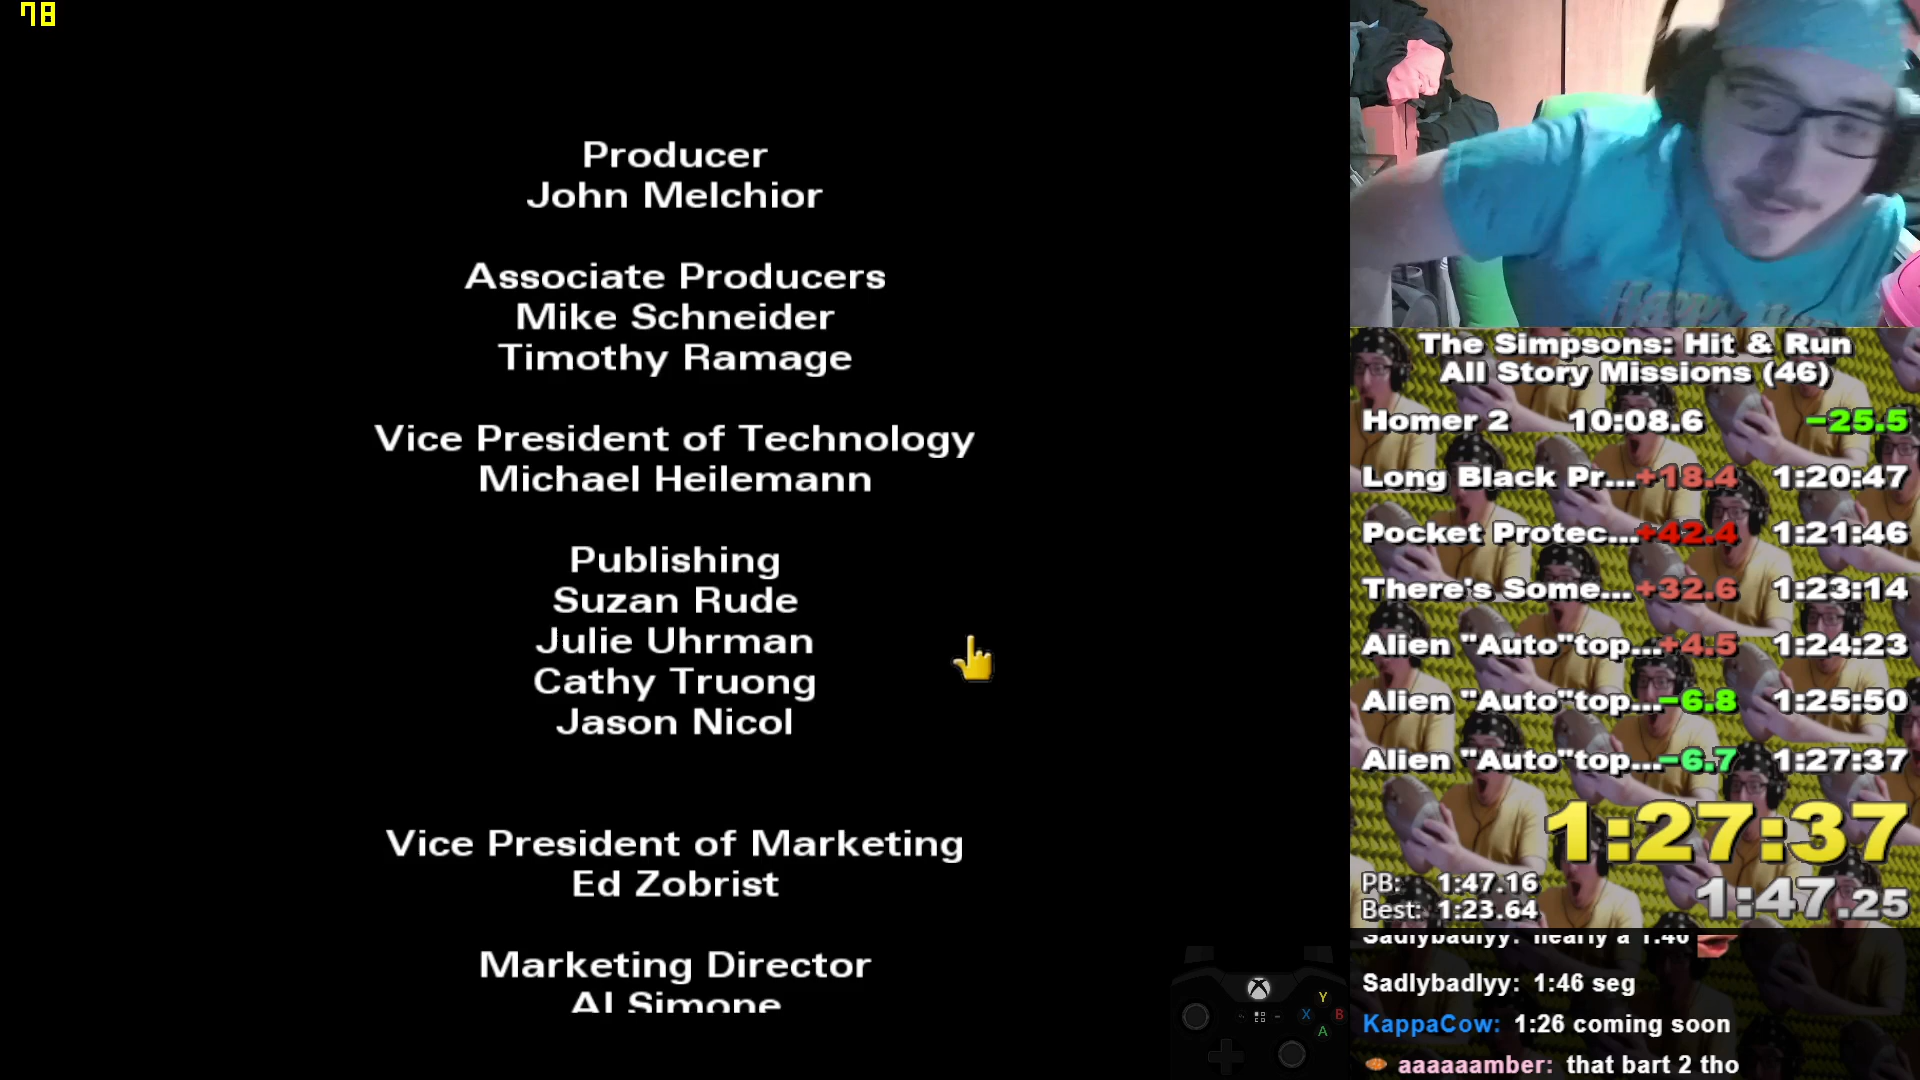 78
Producer
John Melchior
Associate Producers
Mike Schneider
Timothy Ramage
Vice President of Technology
Michael Heilemann
Publishing
Suzan Rude
Julie Uhrman
Cathy Truong
Jason Nicol
Vice President of Marketing
Ed Zobrist
Marketing Director
Al Simone
The Simpsons: Hit & Run
All Story Missions (46)
Homer 2 10:08.6 -25.5
Long Black Pr... +18.4 1:20:47
Pocket Protec... +42.4 1:21:46
There's Some... +32.6 1:23:14
Alien "Auto"top... +4.5 1:24:23
Alien "Auto"top... -6.8 1:25:50
Alien "Auto"top... -6.7 1:27:37
1:27:37
PB: 1:47.16
Best: 1:23.64
1:47.25
Sadlybadlyy: nearly a 1:46
Sadlybadlyy: 1:46 seg
KappaCow: 1:26 coming soon
aaaaaamber: that bart 2 tho
Y
X
B
A